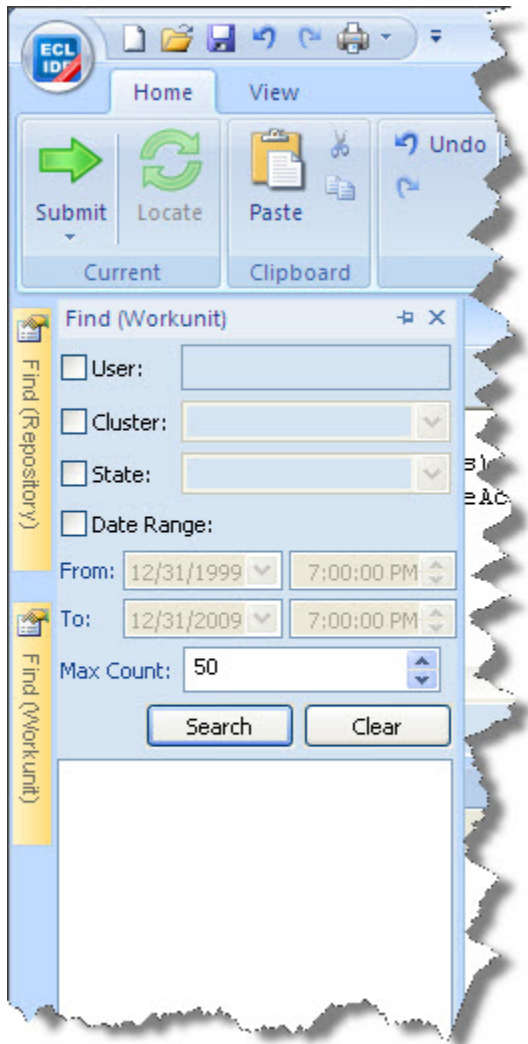 ECL
IDE
Home View
Submit Locate Paste Undo
Current Clipboard
Find (Repository)
Find (Workunit)
Find (Workunit)
User:
Cluster:
State:
Date Range:
From: 12/31/1999 7:00:00 PM
To: 12/31/2009 7:00:00 PM
Max Count: 50
Search Clear